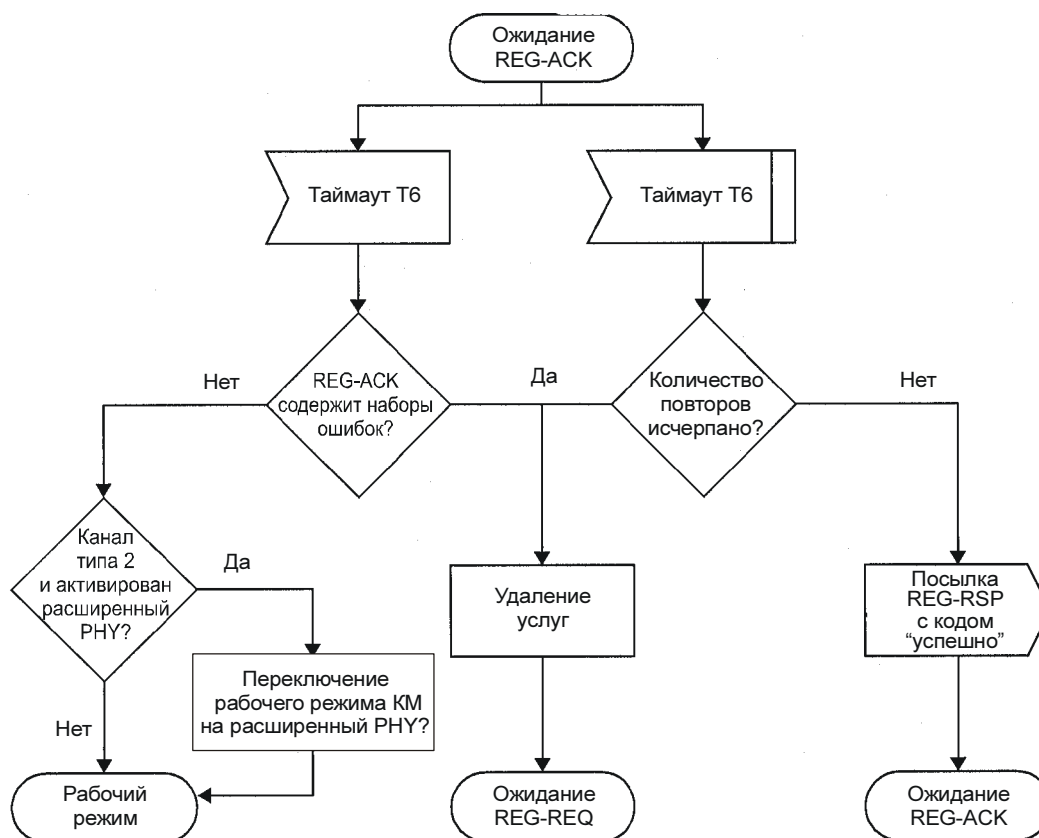 Ожидание
REG-ACK
Таймаут T6
Таймаут T6
Нет
REG-ACK
содержит наборы
ошибок?
Да
Количество
повторов
исчерпано?
Нет
Канал
типа 2
и активирован
расширенный
PHY?
Да
Удаление
услуг
Посылка
REG-RSP
с кодом
“успешно”
Переключение
рабочего режима КМ
на расширенный PHY?
Нет
Рабочий
режим
Ожидание
REG-REQ
Ожидание
REG-ACK